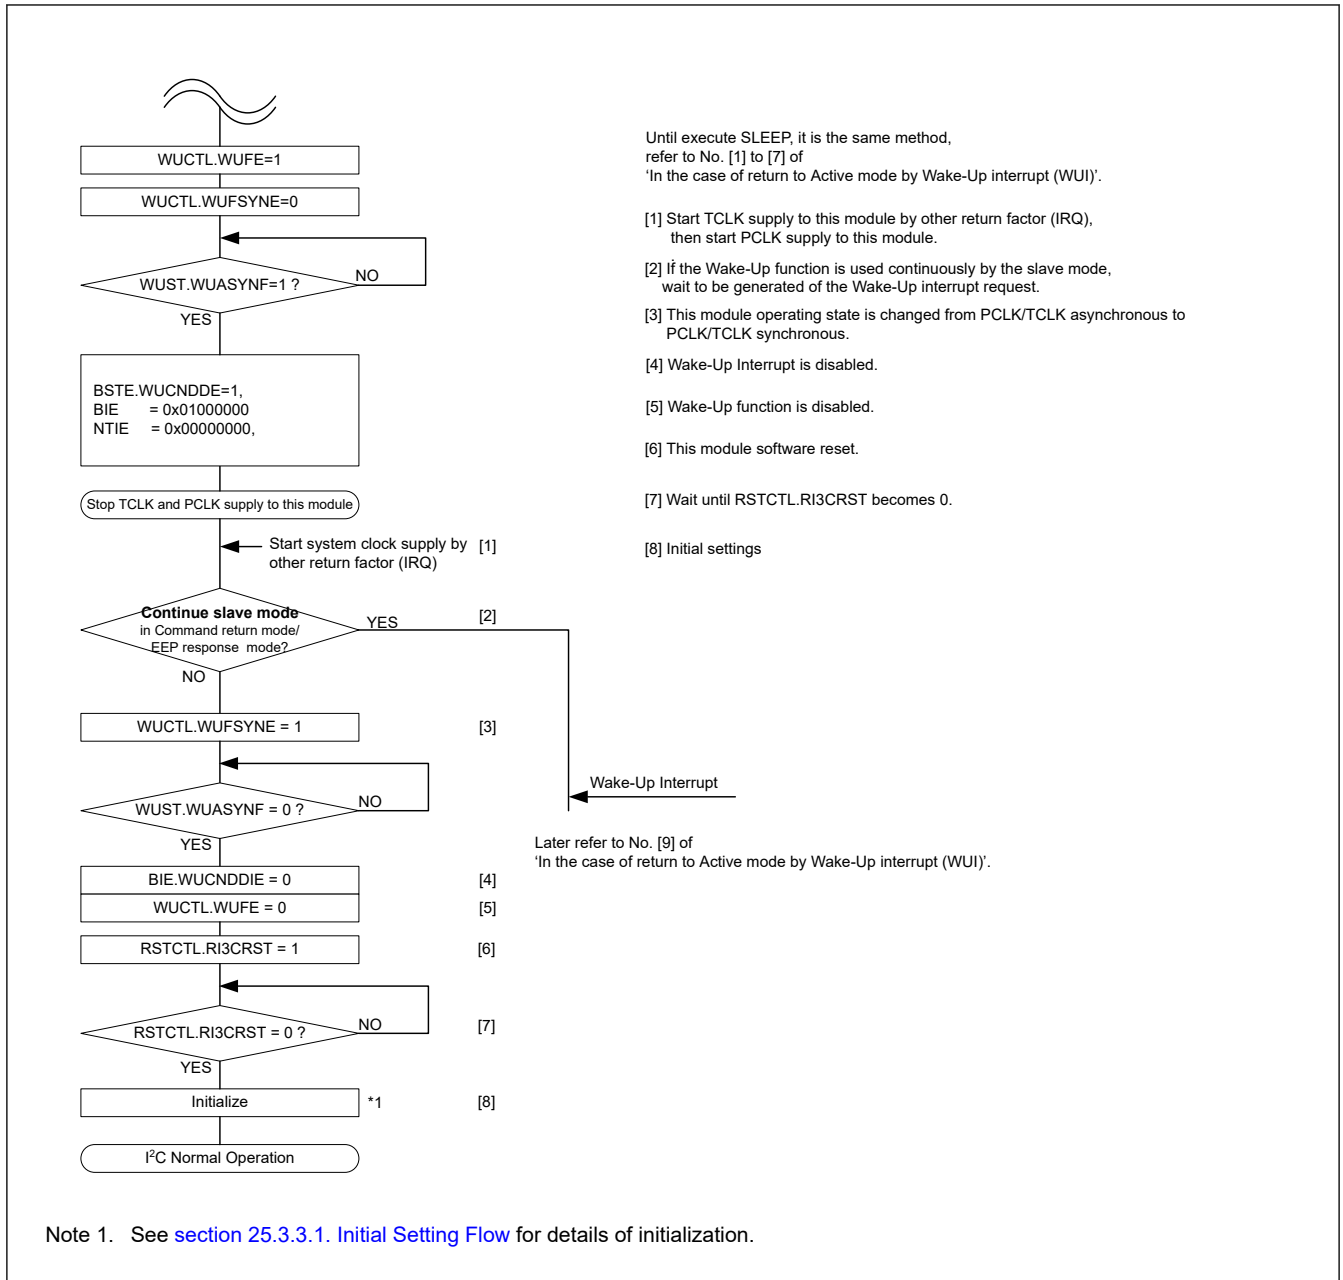 WUCTL.WUFE=1
WUCTL.WUFSYNE=0
WUST.WUASYNF=1 ?
NO
YES
BSTE.WUCNDDE=1,
BIE = 0x01000000
NTIE = 0x00000000,
Stop TCLK and PCLK supply to this module
Start system clock supply by [1]
other return factor (IRQ)
Continue slave mode
in Command return mode/
EEP response mode?
YES
[2]
NO
WUCTL.WUFSYNE = 1
[3]
WUST.WUASYNF = 0 ?
NO
YES
Wake-Up Interrupt
Later refer to No. [9] of
‘In the case of return to Active mode by Wake-Up interrupt (WUI)’.
BIE.WUCNDDIE = 0
[4]
WUCTL.WUFE = 0
[5]
RSTCTL.RI3CRST = 1
[6]
RSTCTL.RI3CRST = 0 ?
NO
[7]
YES
Initialize
*1
[8]
I²C Normal Operation
Until execute SLEEP, it is the same method,
refer to No. [1] to [7] of
‘In the case of return to Active mode by Wake-Up interrupt (WUI)’.
[1] Start TCLK supply to this module by other return factor (IRQ),
then start PCLK supply to this module.
[2] If the Wake-Up function is used continuously by the slave mode,
wait to be generated of the Wake-Up interrupt request.
[3] This module operating state is changed from PCLK/TCLK asynchronous to
PCLK/TCLK synchronous.
[4] Wake-Up Interrupt is disabled.
[5] Wake-Up function is disabled.
[6] This module software reset.
[7] Wait until RSTCTL.RI3CRST becomes 0.
[8] Initial settings
Note 1. See section 25.3.3.1. Initial Setting Flow for details of initialization.